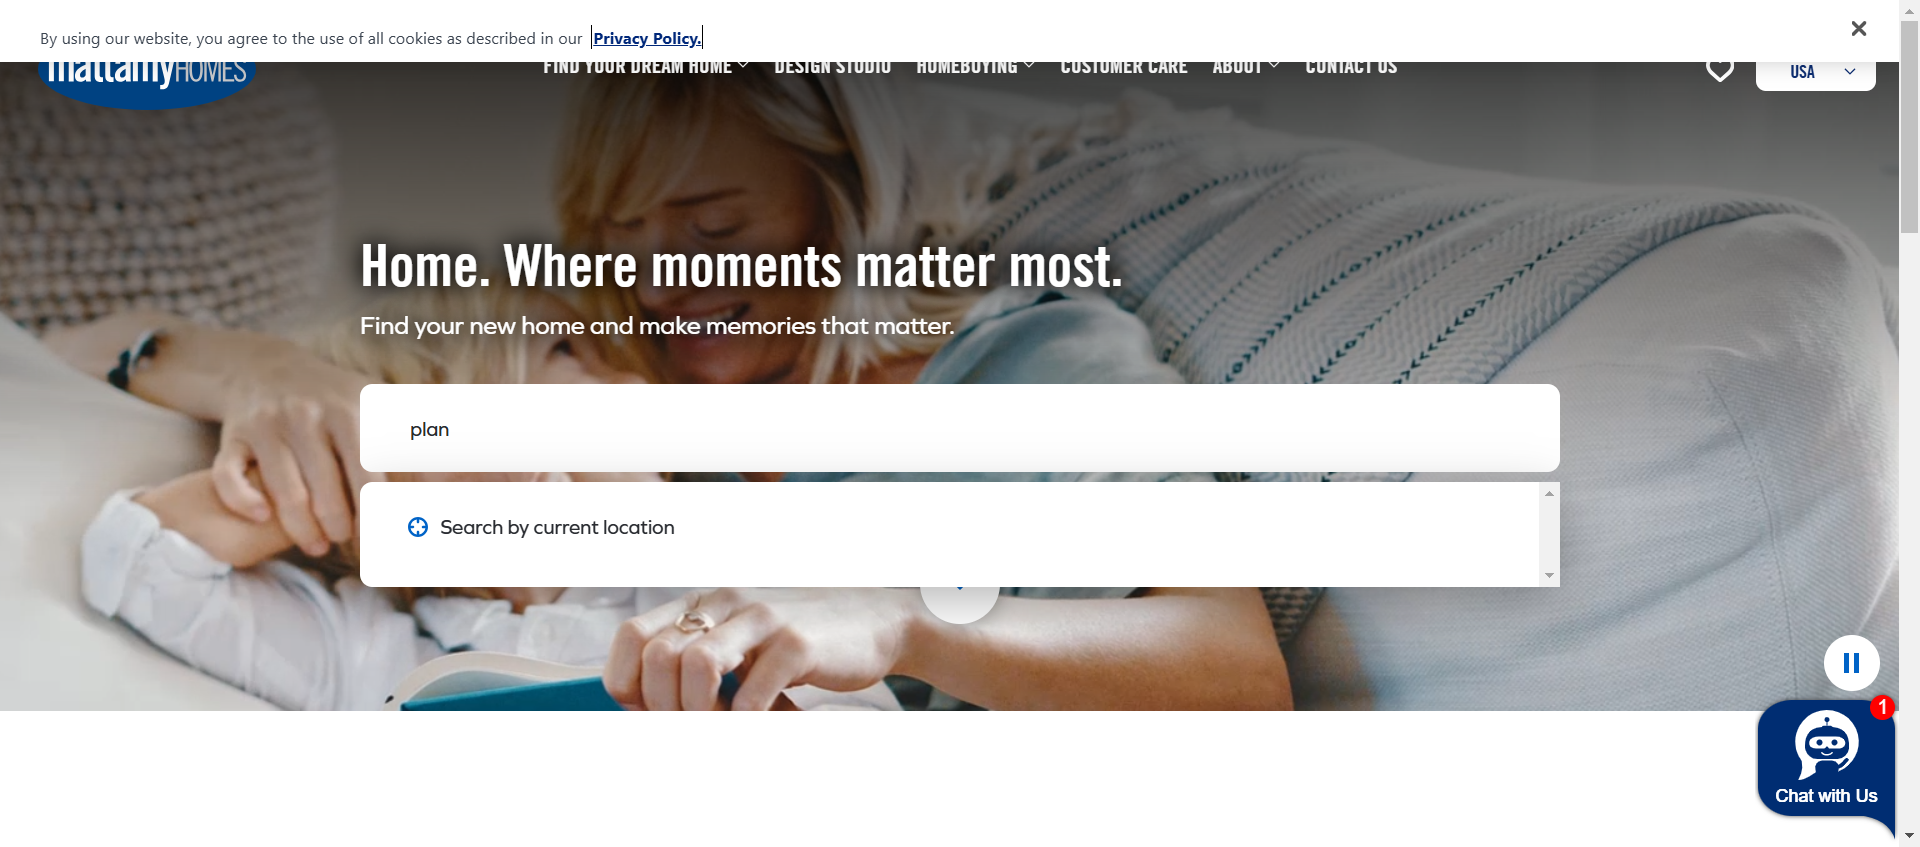 By using our website, you agree to the use of all cookies as described in our Privacy Policy.
mattamyHOMES
FIND YOUR DREAM HOME
DESIGN STUDIO
HOMEBUYING
CUSTOMER CARE
ABOUT
CONTACT US
USA
Home. Where moments matter most.
Find your new home and make memories that matter.
plan
Search by current location
1
Chat with Us